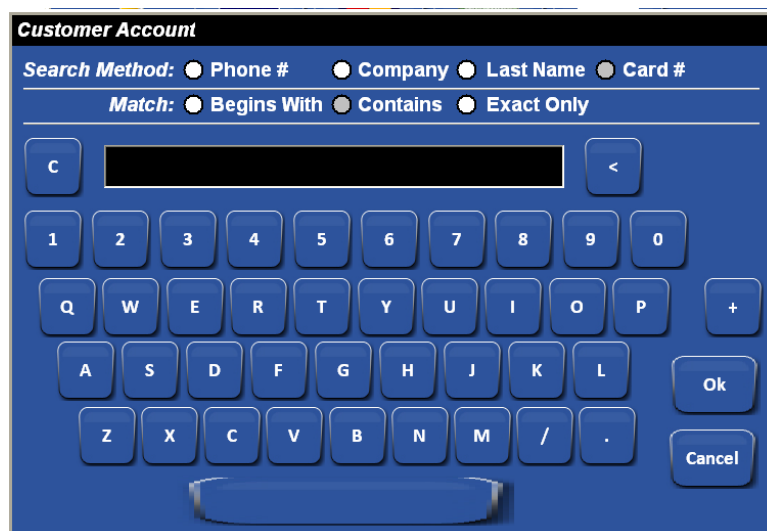 Customer Account
Search Method: Phone # Company Last Name Card #
Match: Begins With Contains Exact Only
C <
1 2 3 4 5 6 7 8 9 0
Q W E R T Y U I O P +
A S D F G H J K L Ok
Z X C V B N M / . Cancel